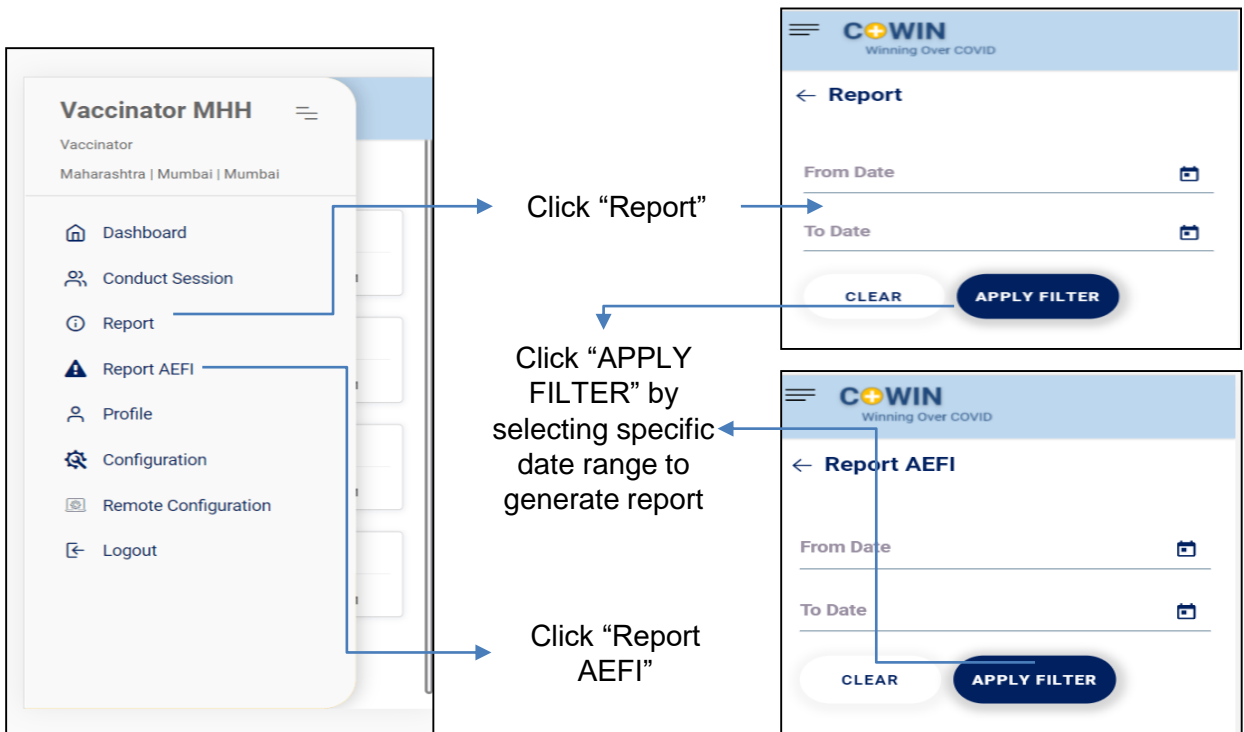 Vaccinator MHH
Vaccinator
Maharashtra | Mumbai | Mumbai
Dashboard
Conduct Session
Report
Report AEFI
Profile
Configuration
Remote Configuration
Logout
Click “Report”
Click “APPLY
FILTER” by
selecting specific
date range to
generate report
Click “Report
AEFI”
COWIN
Winning Over COVID
Report
From Date
To Date
CLEAR
APPLY FILTER
COWIN
Winning Over COVID
Report AEFI
From Date
To Date
CLEAR
APPLY FILTER